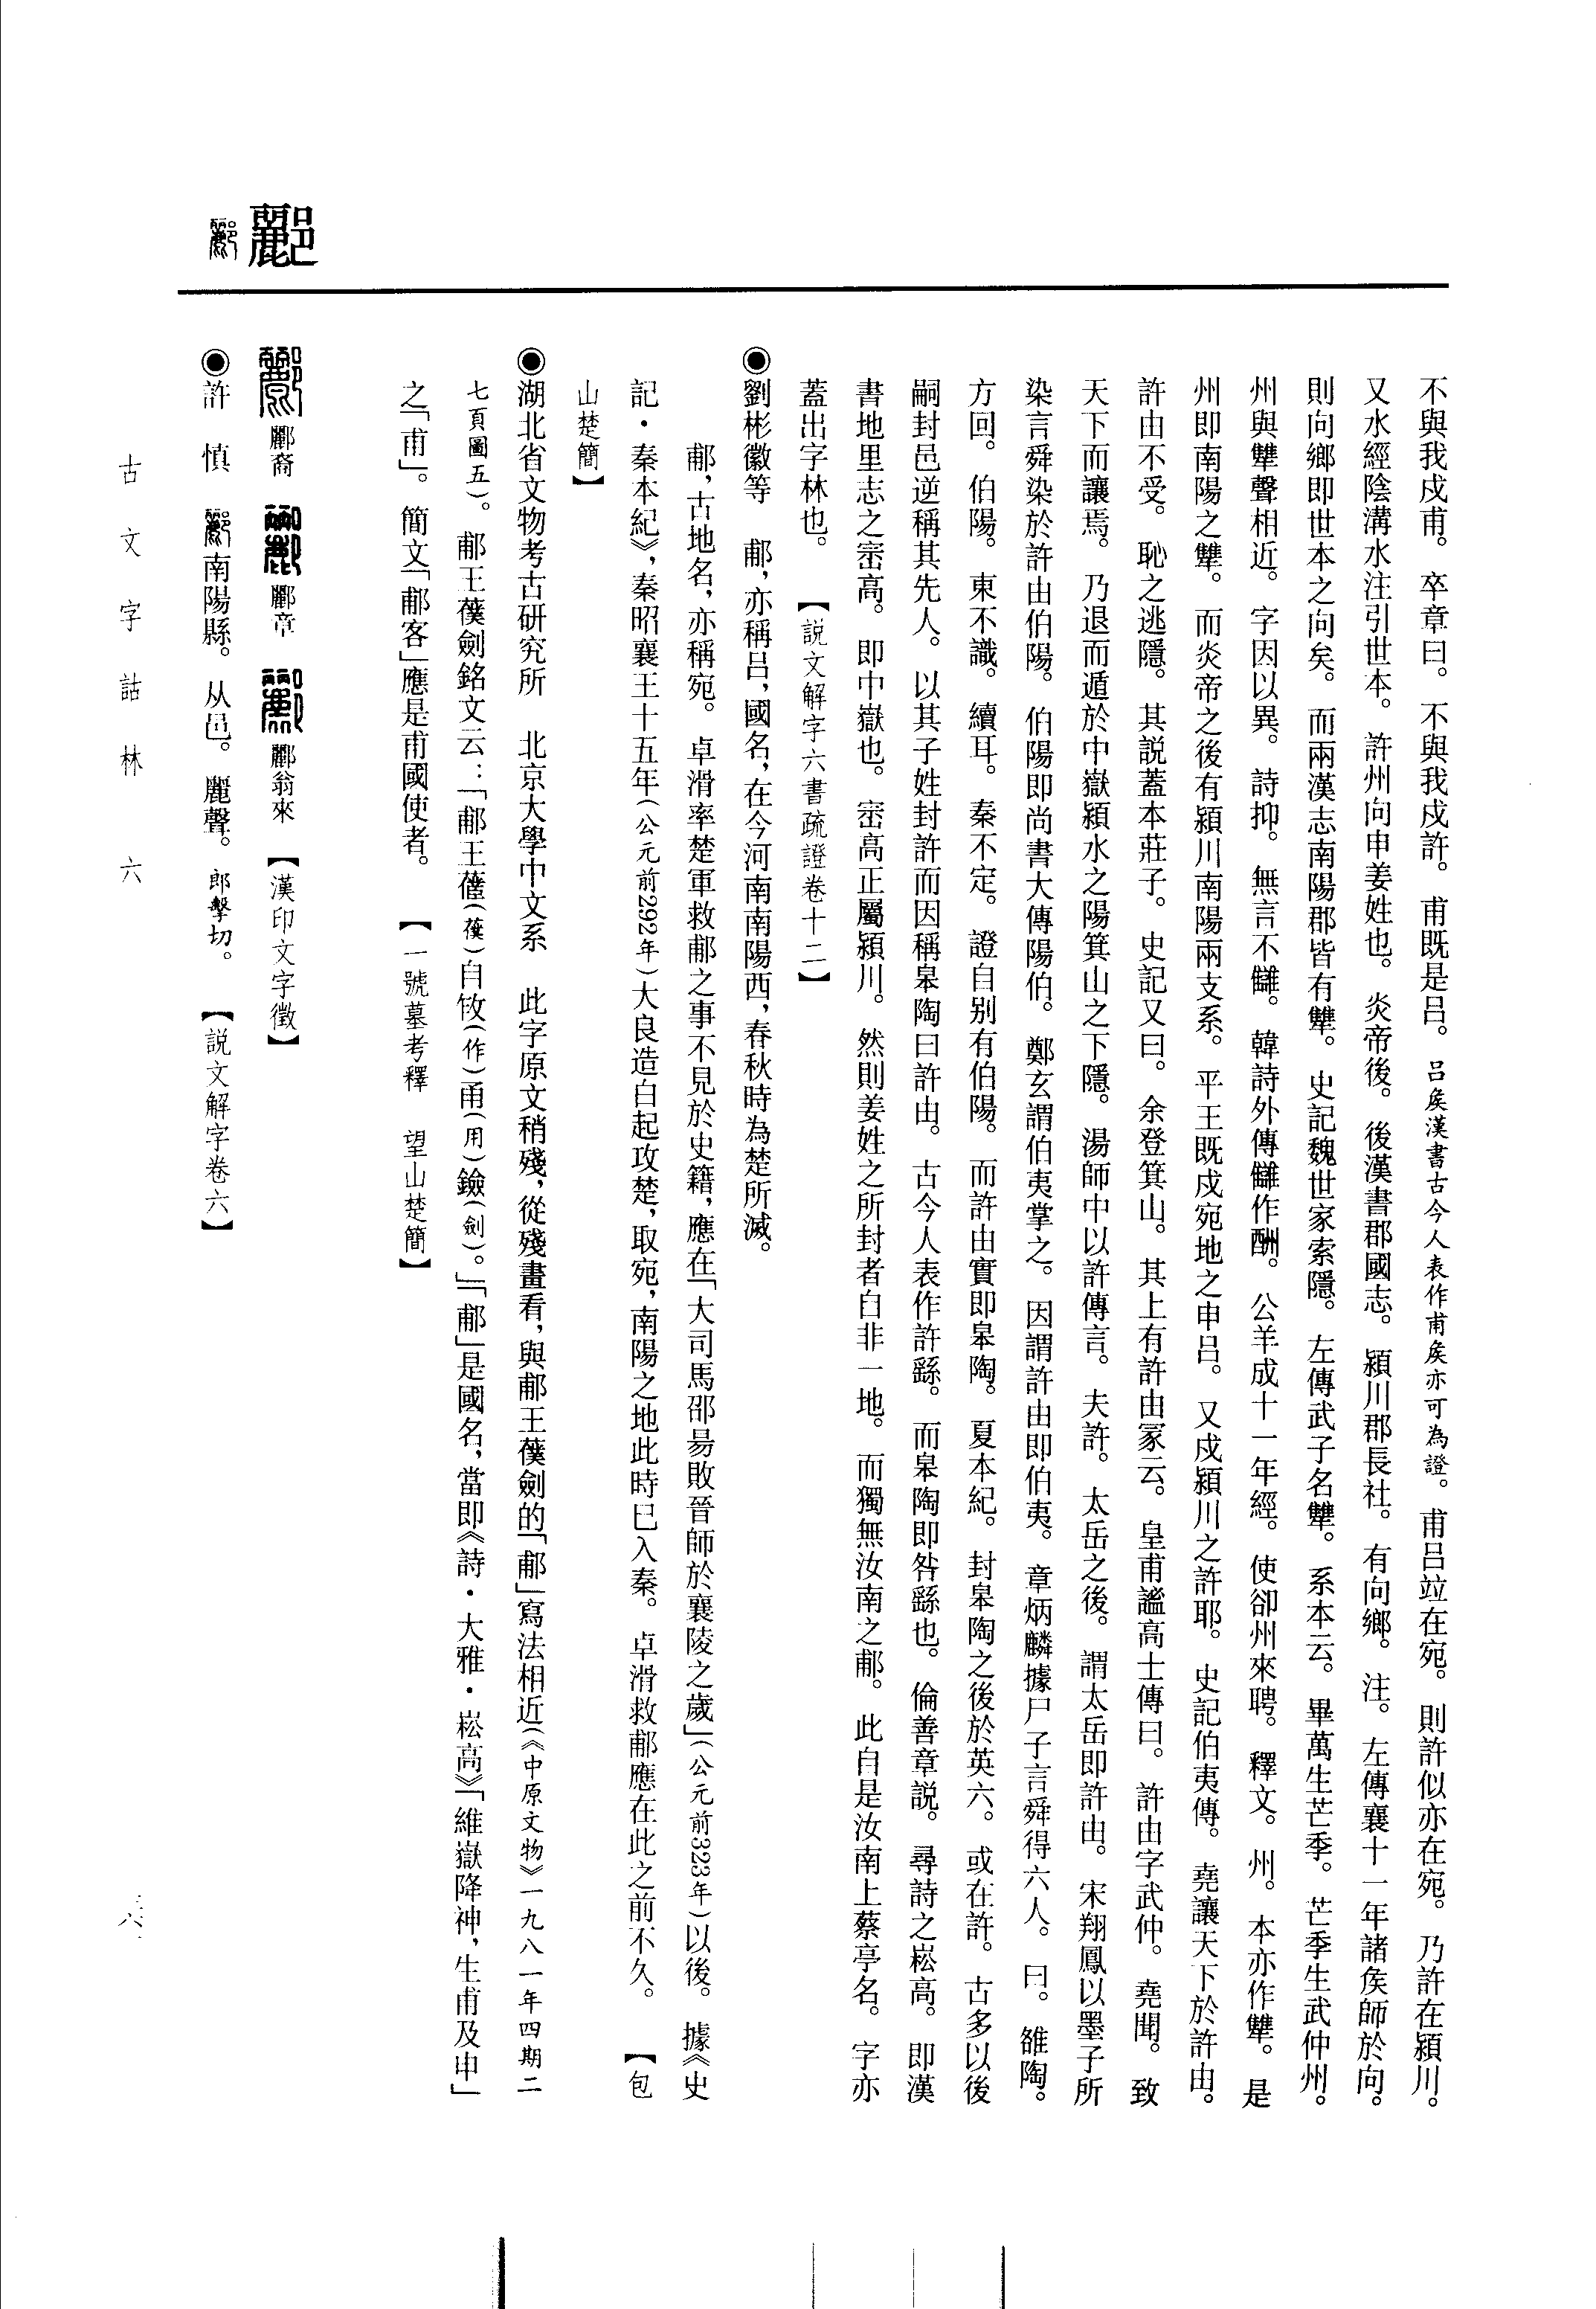 酈
不與我戍甫。卒章曰。不與我戍許。甫既是呂。呂矦漢書古今人表作甫矦亦可為證。甫呂竝在宛。則許似亦在宛。乃許在潁川。
又水經陰溝水注引世本。許州向申姜姓也。炎帝後。後漢書郡國志。潁川郡長社。有向鄉。注。左傳襄十一年諸矦師於向。
則向鄉即世本之向矣。而兩漢志南陽郡皆有犨。史記魏世家索隱。左傳武子名犨。系本云。畢萬生芒季。芒季生武仲州。
州與犨聲相近。字因以異。詩抑。無言不讎。韓詩外傳讎作酬。公羊成十一年經。使卻州來聘。釋文。州。本亦作犨。是
州即南陽之犨。而炎帝之後有潁川南陽兩支系。平王既戍宛地之申呂。又戍潁川之許耶。史記伯夷傳。堯讓天下於許由。
許由不受。恥之逃隱。其說蓋本莊子。史記又曰。余登箕山。其上有許由冢云。皇甫謐高士傳曰。許由字武仲。堯聞。致
天下而讓焉。乃退而遁於中嶽潁水之陽箕山之下隱。湯師中以許傳言。夫許。太岳之後。謂太岳即許由。宋翔鳳以墨子所
染言舜染於許由伯陽。伯陽即尚書大傳陽伯。鄭玄謂伯夷掌之。因謂許由即伯夷。章炳麟據尸子言舜得六人。曰。雒陶。
方回。伯陽。東不識。續耳。秦不定。證自别有伯陽。而許由實即皋陶。夏本紀。封皋陶之後於英六。或在許。古多以後
嗣封邑逆稱其先人。以其子姓封許而因稱皋陶曰許由。古今人表作許繇。而皋陶即咎繇也。倫善章説。尋詩之崧高。即漢
書地里志之崈高。即中嶽也。崈高正屬潁川。然則姜姓之所封者自非一地。而獨無汝南之鄘。此自是汝南上蔡亭名。字亦
蓋出字林也。【説文解字六書疏證卷十二】
◉劉彬徽等　郙，亦稱呂，國名，在今河南南陽西，春秋時為楚所滅。
郙，古地名，亦稱宛。卓滑率楚軍救郙之事不見於史籍，應在「大司馬邵昜敗晉師於襄陵之歲」（公元前323年）以後。據《史
記·秦本紀》，秦昭襄王十五年（公元前292年）大良造白起攻楚，取宛，南陽之地此時已入秦。卓滑救郙應在此之前不久。【包
山楚簡】
◉湖北省文物考古研究所　北京大學中文系　此字原文稍殘，從殘畫看，與郙王劍的「郙」寫法相近（《中原文物》一九八一年四期二
七頁圖五）。郙王劍銘文云：「郙王自㐌（作）甬（用）鐱（劍）。」「郙」是國名，當即《詩·大雅·崧高》「維嶽降神，生甫及申」
之「甫」。簡文「郙客」應是甫國使者。【一號墓考釋　望山楚簡】
酈裔　酈章　酈翁來　【漢印文字徵】
◉許　慎　南陽縣。从邑。麗聲。郎擊切。【説文解字卷六】
古文字詁林　六